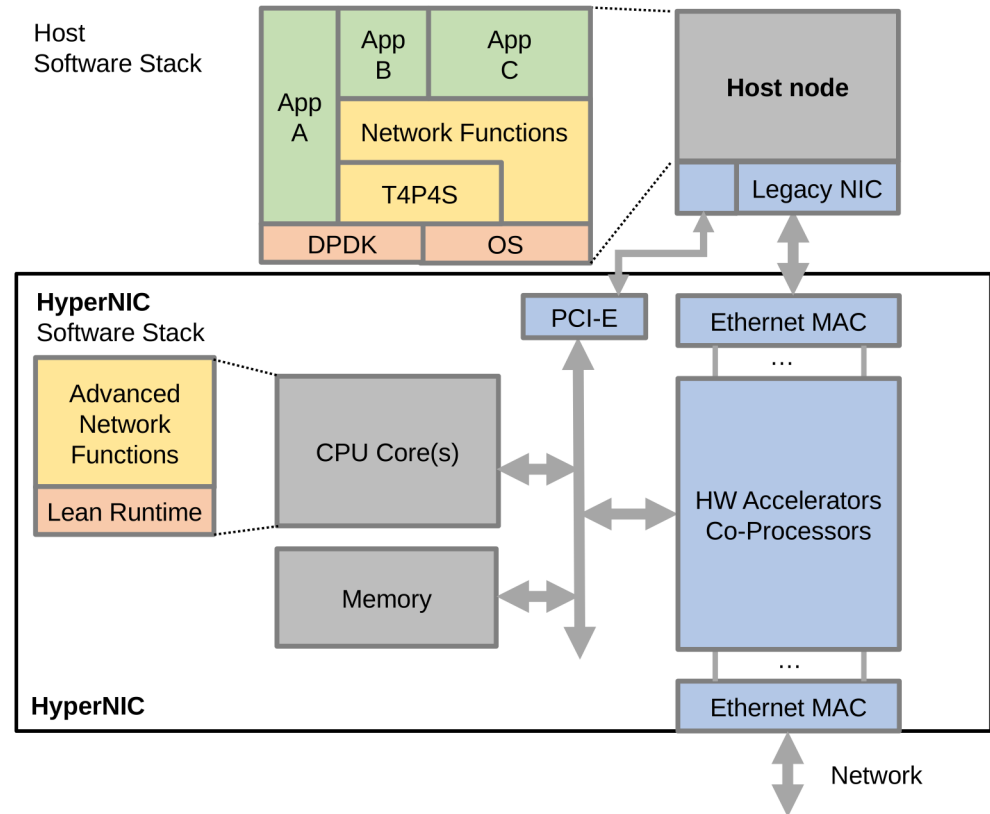 Host
Software Stack
App
A
App
B
App
C
Network Functions
T4P4S
DPDK
OS
Host node
Legacy NIC
HyperNIC
Software Stack
PCI-E
Ethernet MAC
...
Advanced
Network
Functions
Lean Runtime
CPU Core(s)
HW Accelerators
Co-Processors
Memory
...
HyperNIC
Ethernet MAC
Network